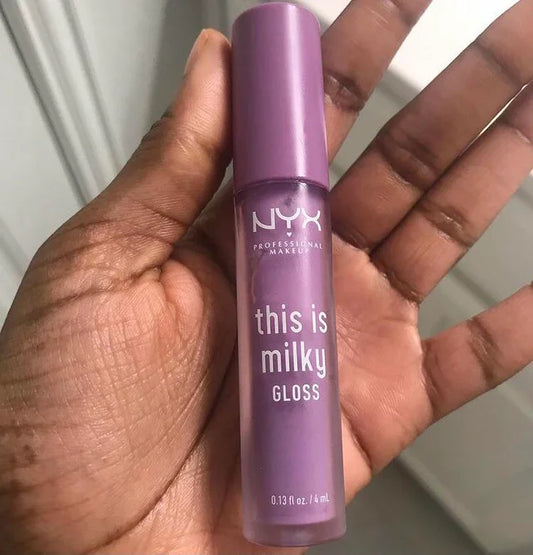 NYX
PROFESSIONAL
MAKEUP
this is
milky
GLOSS
0.13 fl oz. / 4 mL